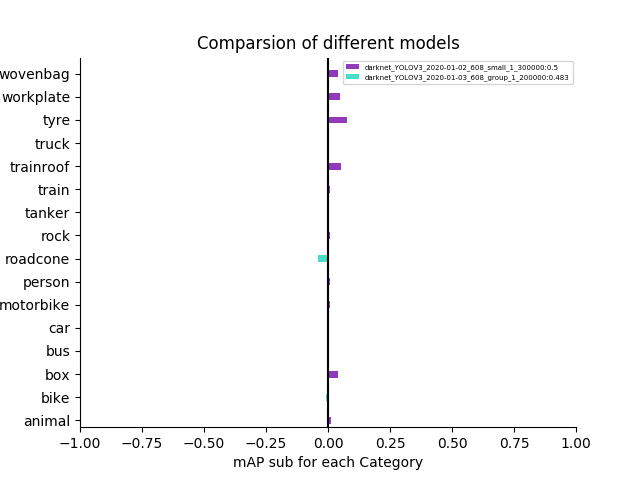 Comparsion of different models
darknet_YOLOV3_2020-01-02_608_small_1_300000:0.5
darknet_YOLOV3_2020-01-03_608_group_1_200000:0.483
wovenbag
workplate
tyre
truck
trainroof
train
tanker
rock
roadcone
person
motorbike
car
bus
box
bike
animal
−1.00 −0.75 −0.50 −0.25 0.00 0.25 0.50 0.75 1.00
mAP sub for each Category